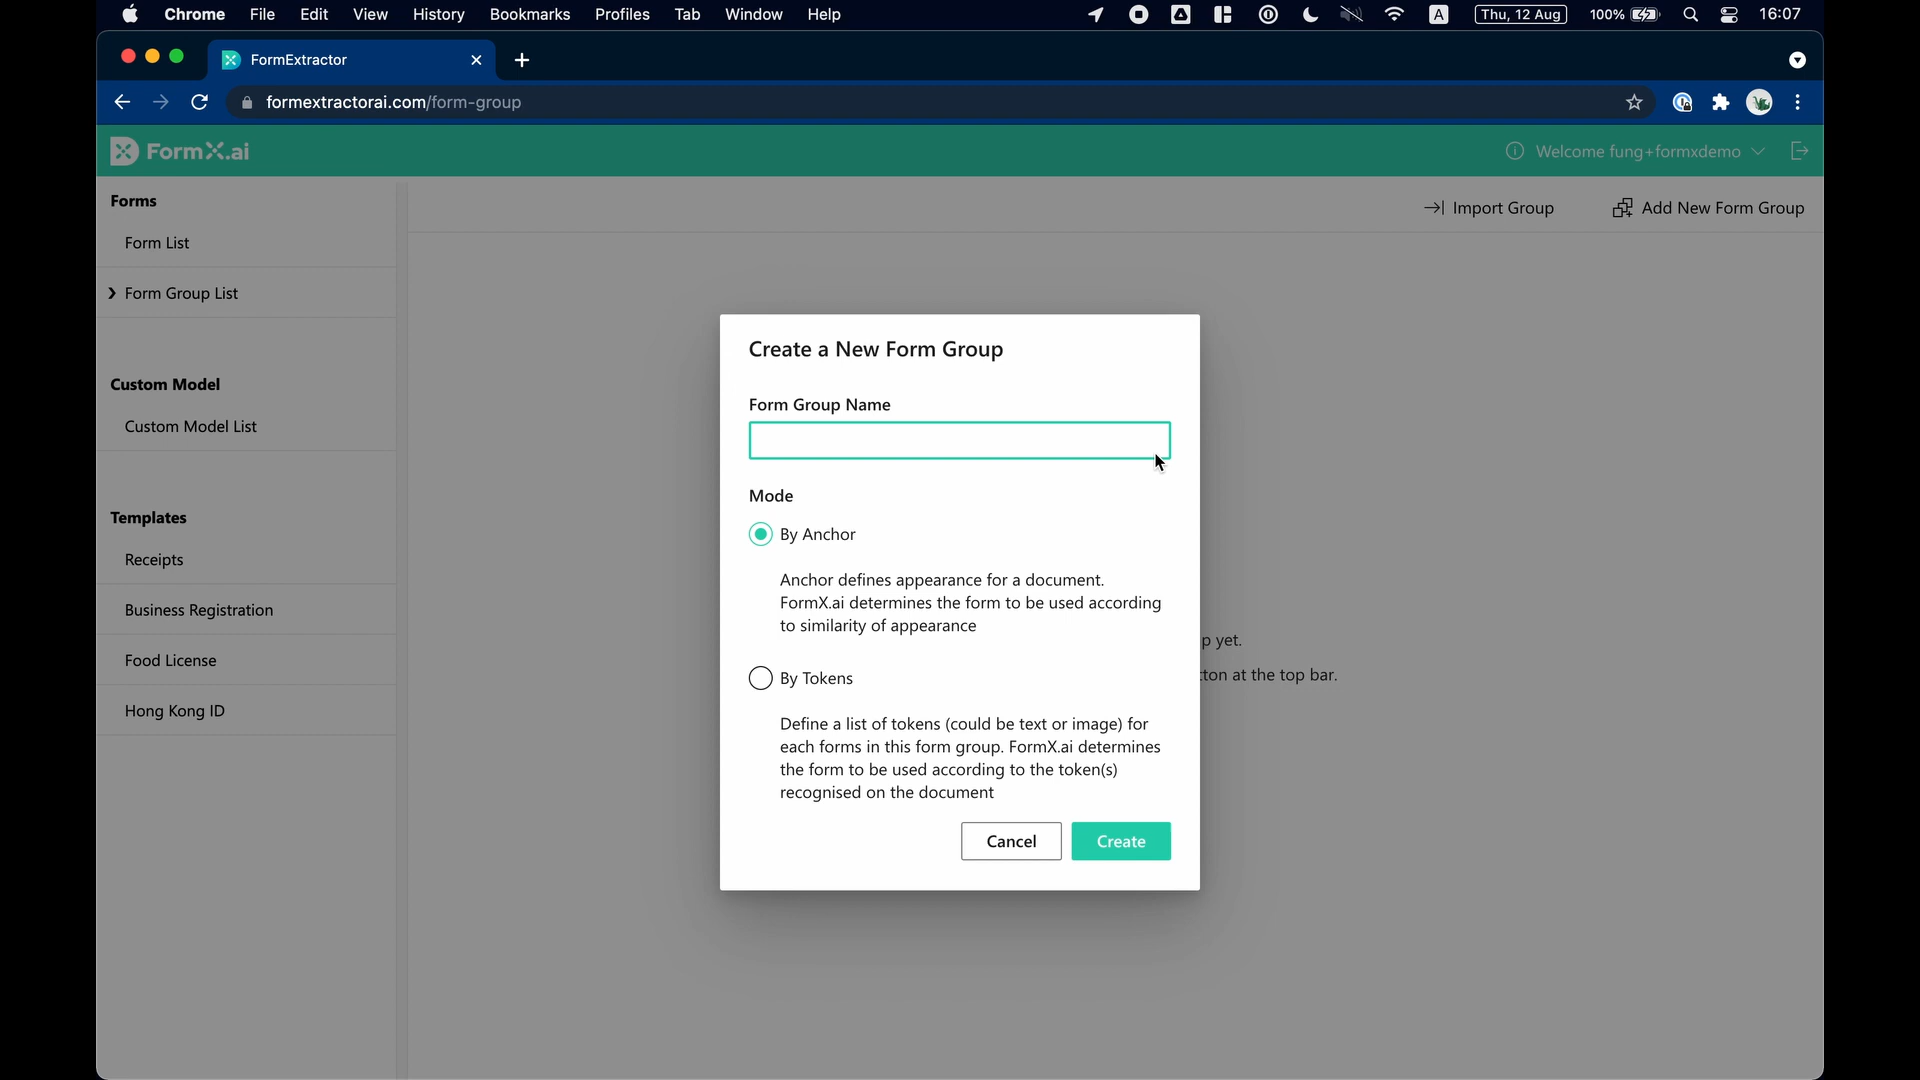 Chrome File Edit View History Bookmarks Profiles Tab Window Help A Thu, 12 Aug 100% 16:07
FormExtractor
formextractorai.com/form-group
FormX.ai Welcome fung+formxdemo
Forms
Import Group Add New Form Group
Form List
Form Group List
Custom Model
Custom Model List
Templates
Receipts
Business Registration
Food License
Hong Kong ID
Create a New Form Group
Form Group Name
Mode
By Anchor
Anchor defines appearance for a document.
FormX.ai determines the form to be used according
to similarity of appearance
By Tokens
Define a list of tokens (could be text or image) for
each forms in this form group. FormX.ai determines
the form to be used according to the token(s)
recognised on the document
Cancel Create
p yet.
ton at the top bar.